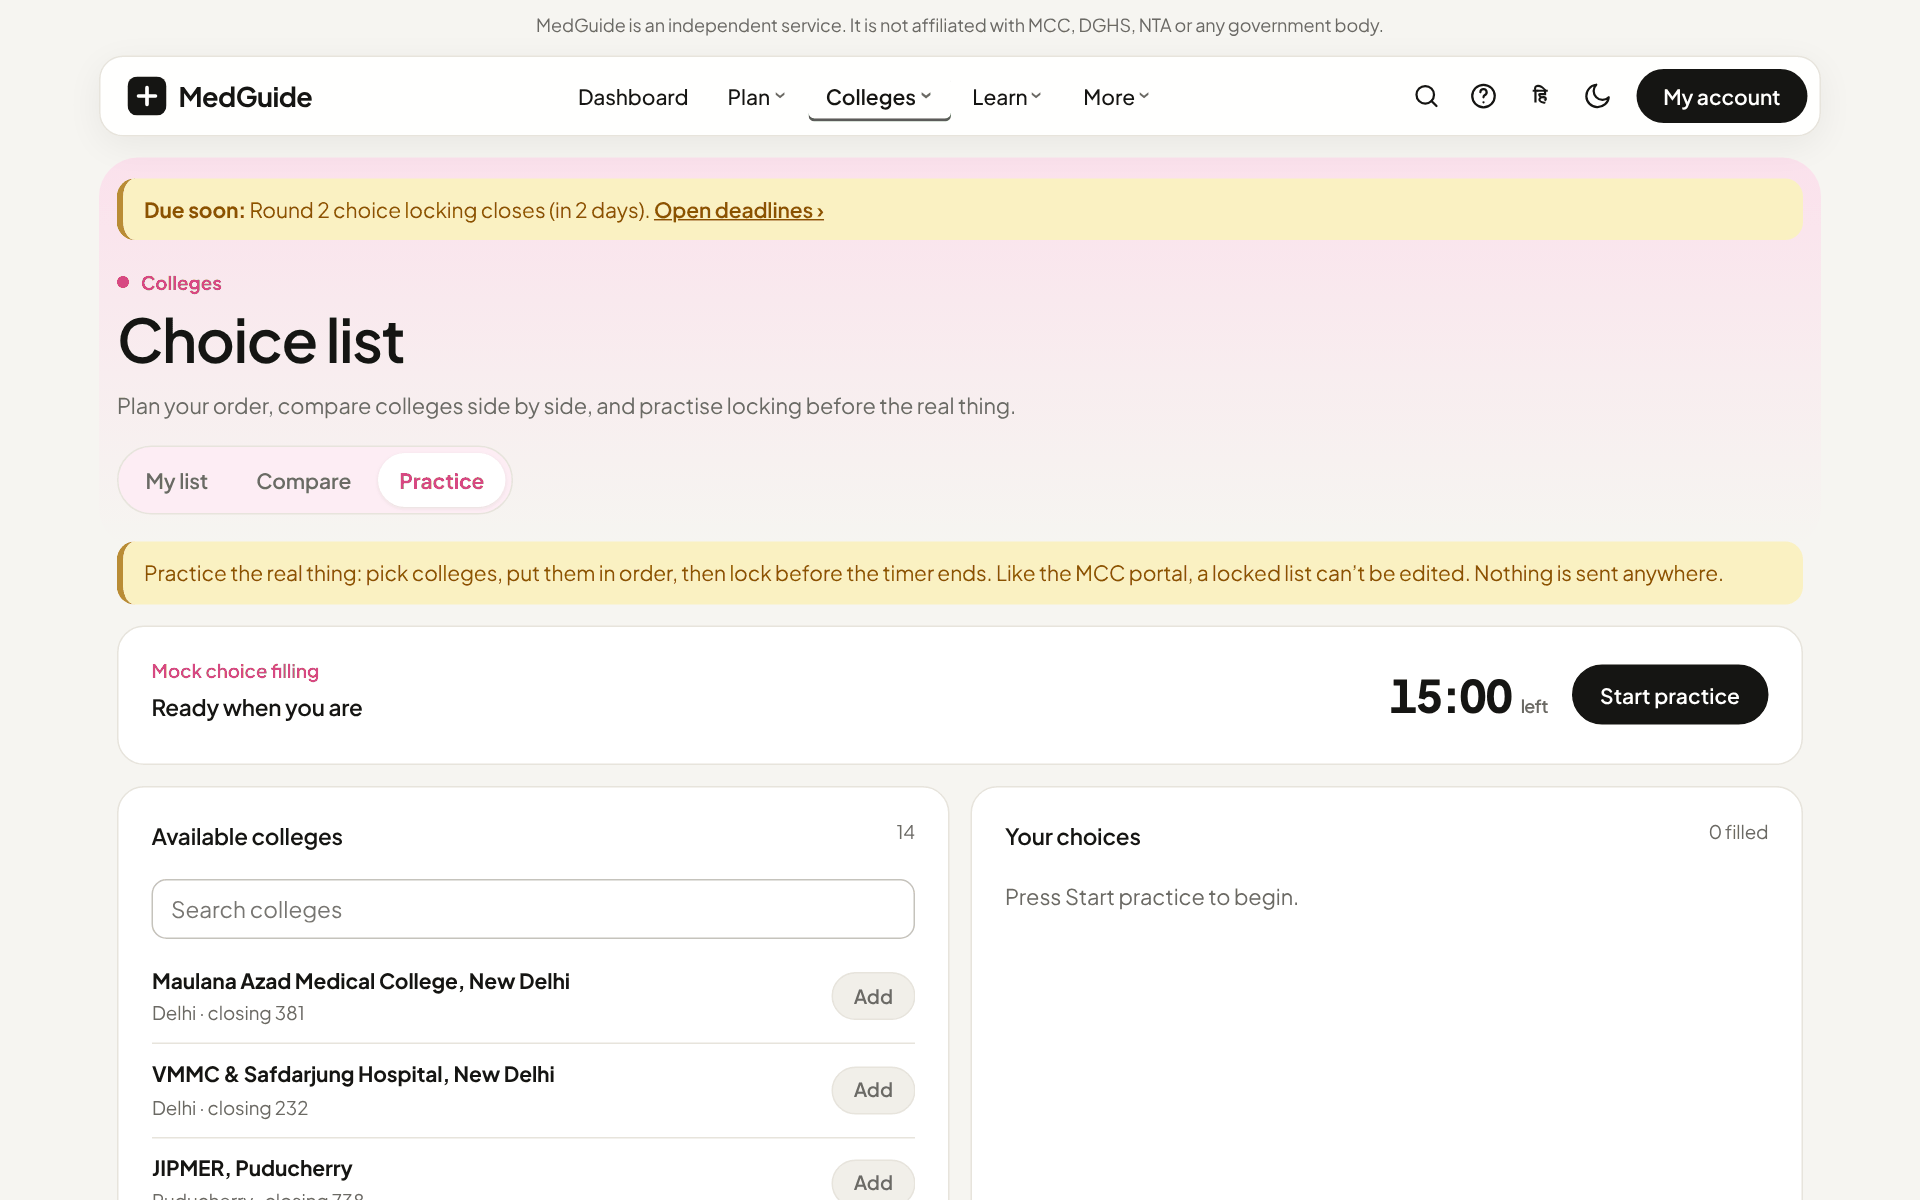 MedGuide is an independent service. It is not affiliated with MCC, DGHS, NTA or any government body.
MedGuide
Dashboard
Plan
Colleges
Learn
More
हि
My account
Due soon: Round 2 choice locking closes (in 2 days). Open deadlines ›
Colleges
Choice list
Plan your order, compare colleges side by side, and practise locking before the real thing.
My list
Compare
Practice
Practice the real thing: pick colleges, put them in order, then lock before the timer ends. Like the MCC portal, a locked list can’t be edited. Nothing is sent anywhere.
Mock choice filling
Ready when you are
15:00 left
Start practice
Available colleges
14
Search colleges
Maulana Azad Medical College, New Delhi
Delhi · closing 381
Add
VMMC & Safdarjung Hospital, New Delhi
Delhi · closing 232
Add
JIPMER, Puducherry
Puducherry · closing 738
Add
Your choices
0 filled
Press Start practice to begin.